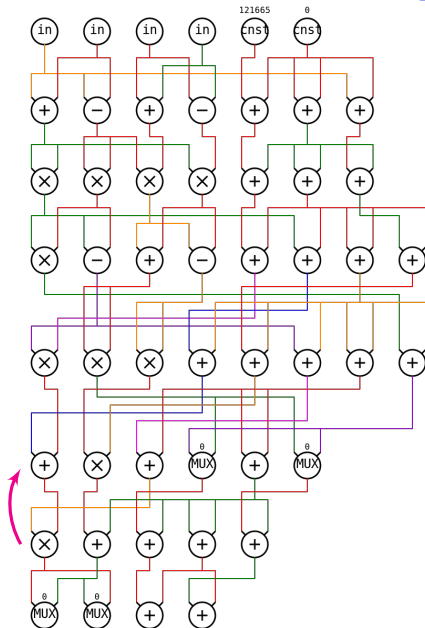 121665 0
in in in in cnst cnst
+ − + − + + +
× × × × + + +
× − + − + + + +
× × × + + + + +
0 0
+ × + MUX + MUX
× + + + +
0 0
MUX MUX + +